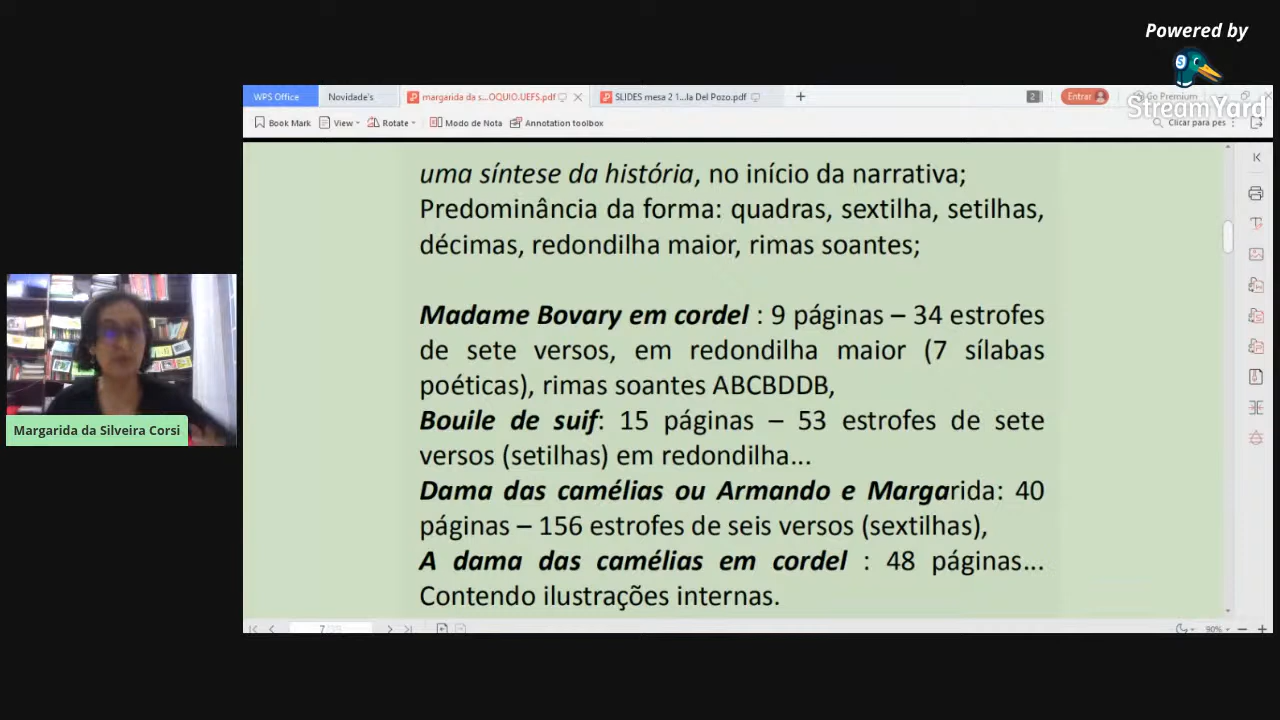 Powered by
StreamYard
WPS Office
Novidade's
margarida da s...OQUIO.UEFS.pdf
SLIDES mesa 2 1...la Del Pozo.pdf
2
Entrar
Go Premium
Book Mark
View
Rotate
Modo de Nota
Annotation toolbox
Clicar para pes
uma síntese da história, no início da narrativa;
Predominância da forma: quadras, sextilha, setilhas,
décimas, redondilha maior, rimas soantes;
Madame Bovary em cordel : 9 páginas – 34 estrofes
de sete versos, em redondilha maior (7 sílabas
poéticas), rimas soantes ABCBDDB,
Bouile de suif: 15 páginas – 53 estrofes de sete
versos (setilhas) em redondilha...
Dama das camélias ou Armando e Margarida: 40
páginas – 156 estrofes de seis versos (sextilhas),
A dama das camélias em cordel : 48 páginas...
Contendo ilustrações internas.
Margarida da Silveira Corsi
90%